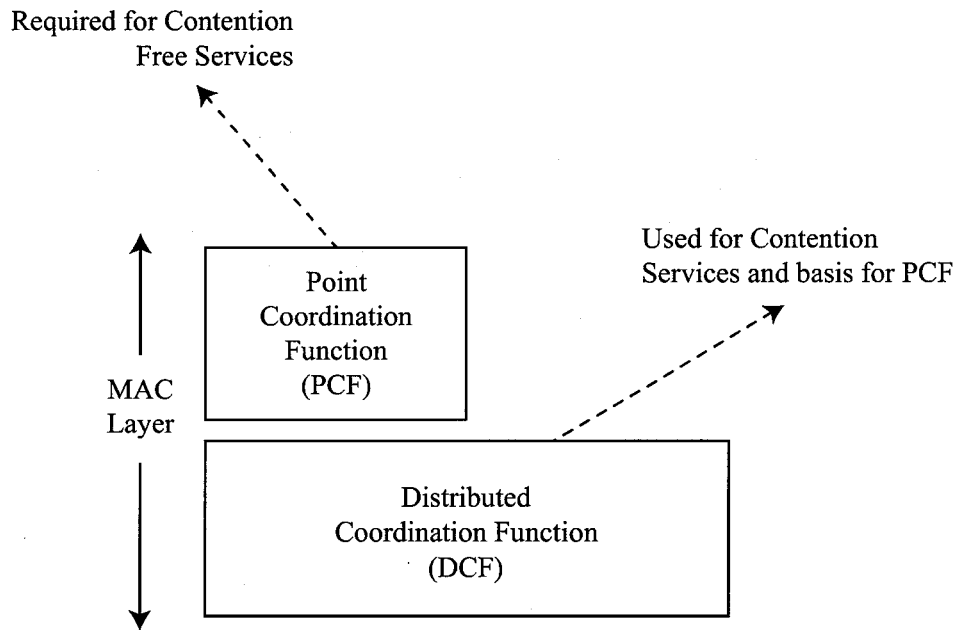 Required for Contention
Free Services
Used for Contention
Services and basis for PCF
Point
Coordination
Function
(PCF)
MAC
Layer
Distributed
Coordination Function
(DCF)